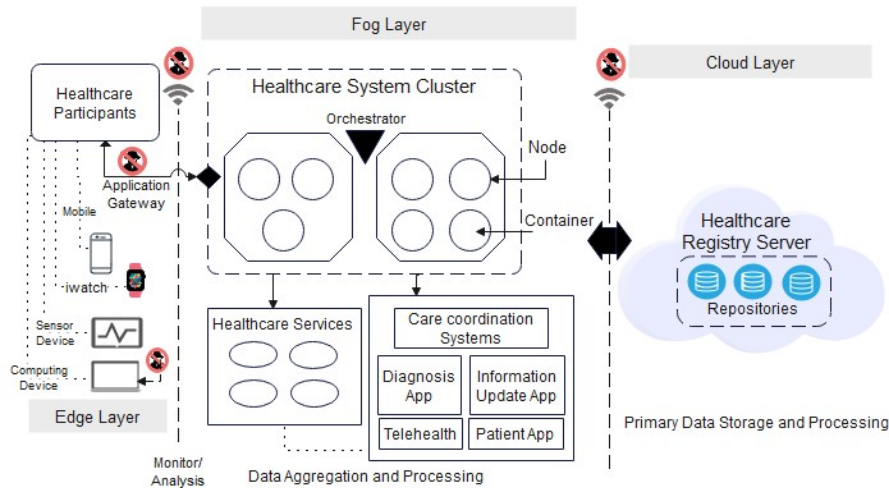 Fog Layer
Cloud Layer
Healthcare
Participants
Healthcare System Cluster
Orchestrator
Node
Container
Application
Gateway
Mobile
iwatch
Sensor
Device
Computing
Device
Edge Layer
Monitor/
Analysis
Healthcare Services
Care coordination
Systems
Diagnosis
App
Information
Update App
Telehealth
Patient App
Data Aggregation and Processing
Healthcare
Registry Server
Repositories
Primary Data Storage and Processing